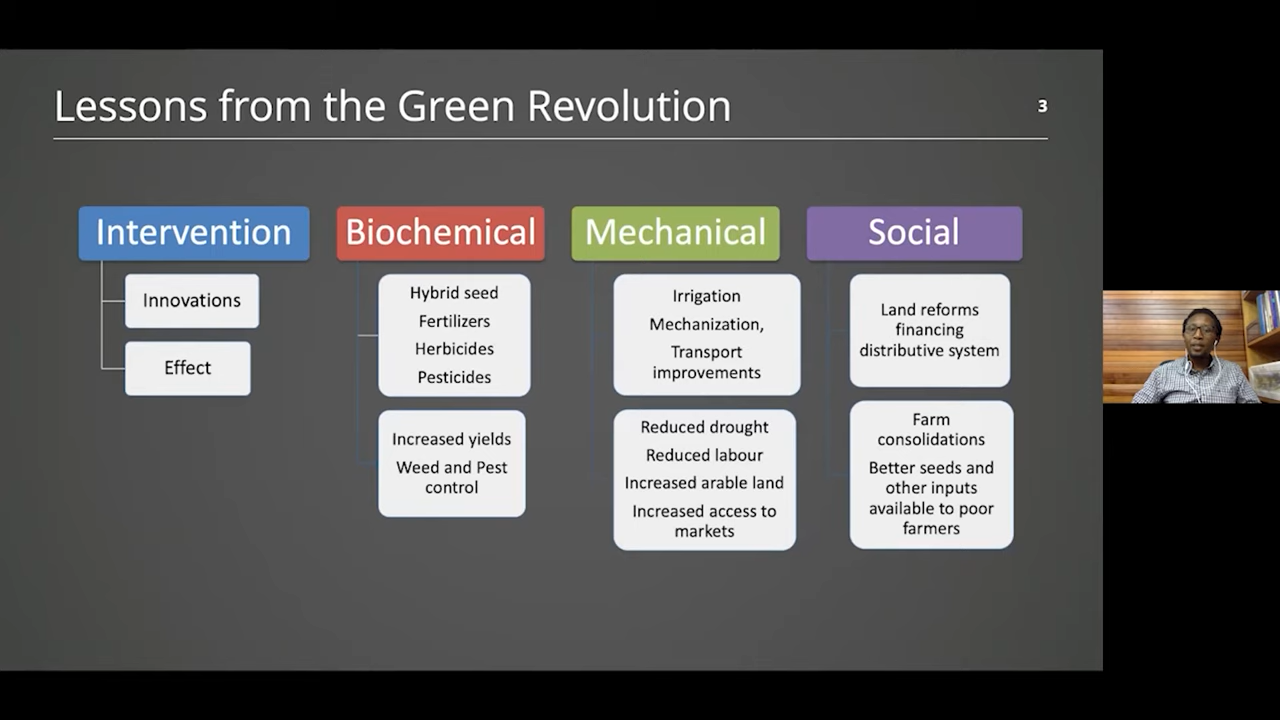 Lessons from the Green Revolution
3
Intervention
Innovations
Effect
Biochemical
Hybrid seed
Fertilizers
Herbicides
Pesticides
Increased yields
Weed and Pest
control
Mechanical
Irrigation
Mechanization,
Transport
improvements
Reduced drought
Reduced labour
Increased arable land
Increased access to
markets
Social
Land reforms
financing
distributive system
Farm
consolidations
Better seeds and
other inputs
available to poor
farmers